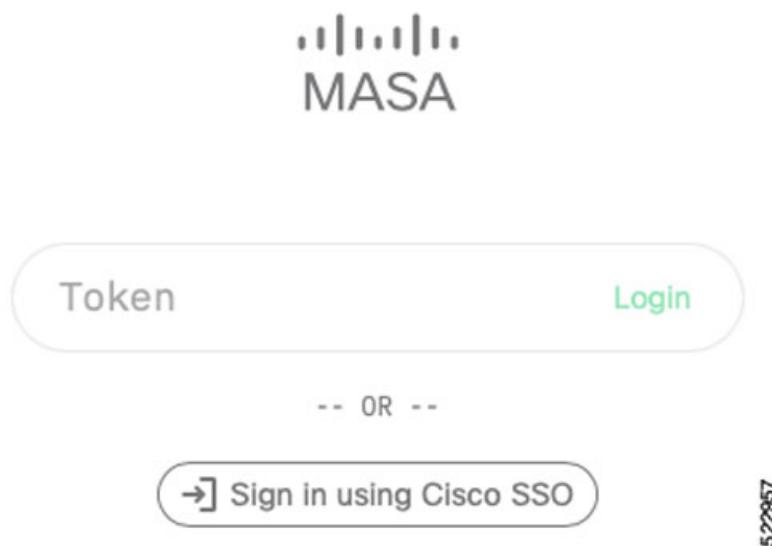 MASA
Token
Login
-- OR --
Sign in using Cisco SSO
522957